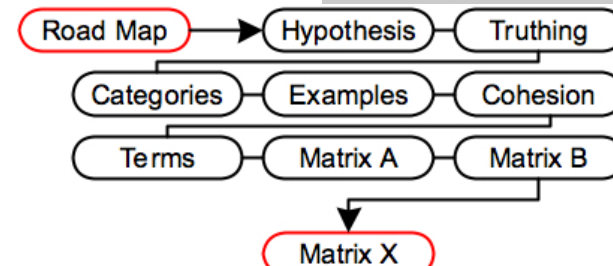 Road Map Hypothesis Truthing
Categories Examples Cohesion
Terms Matrix A Matrix B
Matrix X